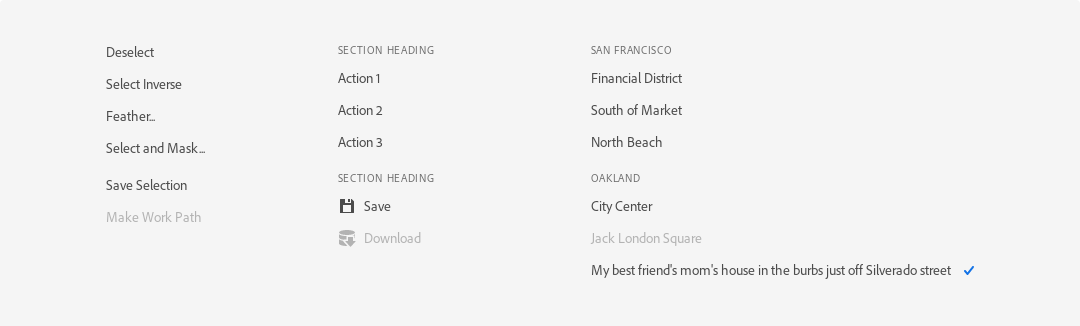 Deselect
Select Inverse
Feather...
Select and Mask...
Save Selection
Make Work Path
SECTION HEADING
Action 1
Action 2
Action 3
SECTION HEADING
Save
Download
SAN FRANCISCO
Financial District
South of Market
North Beach
OAKLAND
City Center
Jack London Square
My best friend's mom's house in the burbs just off Silverado street